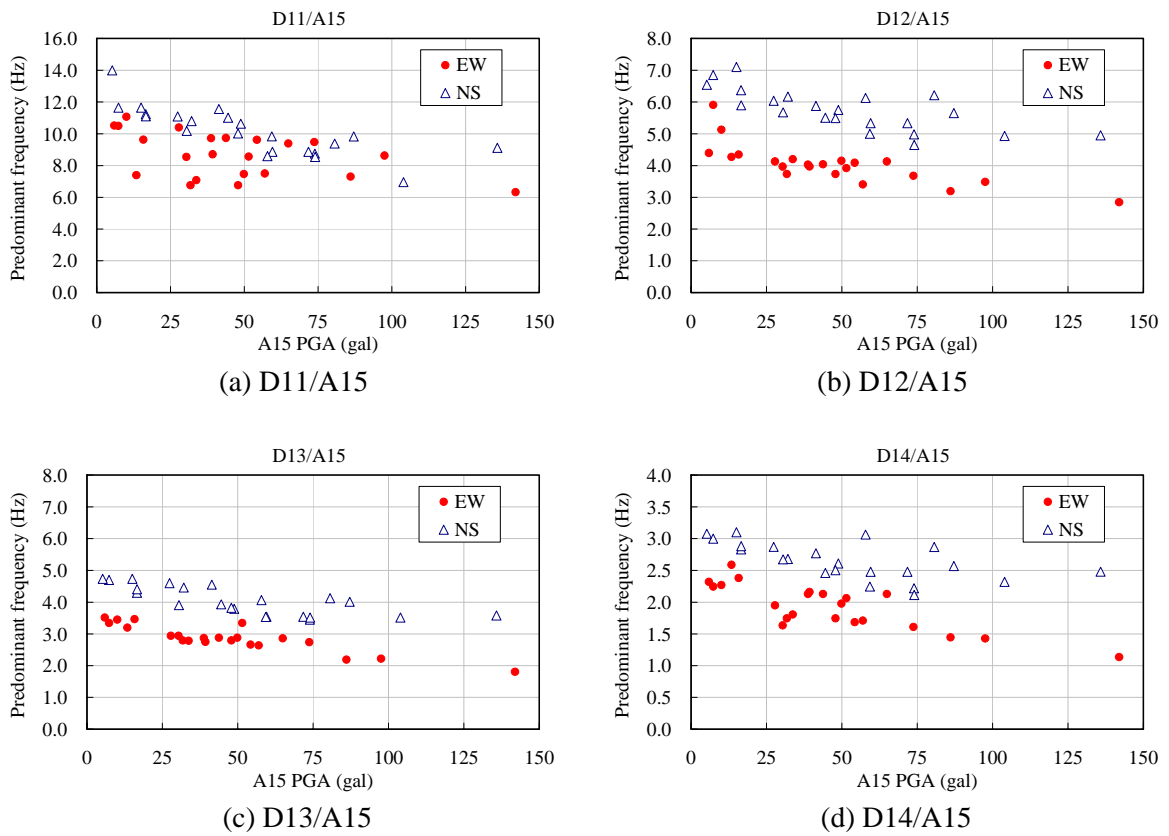 D11/A15
16.0
14.0
12.0
10.0
8.0
6.0
4.0
2.0
0.0
Predominant frequency (Hz)
EW
NS
0 25 50 75 100 125 150
A15 PGA (gal)
(a) D11/A15
D12/A15
8.0
7.0
6.0
5.0
4.0
3.0
2.0
1.0
0.0
Predominant frequency (Hz)
EW
NS
0 25 50 75 100 125 150
A15 PGA (gal)
(b) D12/A15
D13/A15
8.0
7.0
6.0
5.0
4.0
3.0
2.0
1.0
0.0
Predominant frequency (Hz)
EW
NS
0 25 50 75 100 125 150
A15 PGA (gal)
(c) D13/A15
D14/A15
4.0
3.5
3.0
2.5
2.0
1.5
1.0
0.5
0.0
Predominant frequency (Hz)
EW
NS
0 25 50 75 100 125 150
A15 PGA (gal)
(d) D14/A15